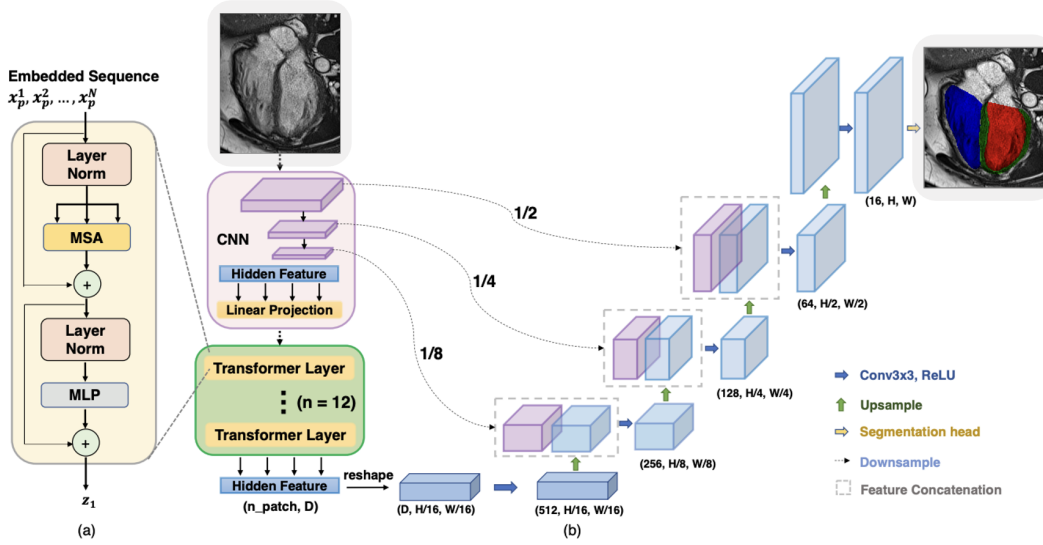 Embedded Sequence
x_p^1, x_p^2, ..., x_p^N
Layer
Norm
MSA
+
Layer
Norm
MLP
+
z_1
(a)
CNN
Hidden Feature
Linear Projection
Transformer Layer
(n = 12)
Transformer Layer
Hidden Feature
(n_patch, D)
reshape
(D, H/16, W/16)
(512, H/16, W/16)
(b)
1/2
1/4
1/8
(256, H/8, W/8)
(128, H/4, W/4)
(64, H/2, W/2)
(16, H, W)
Conv3x3, ReLU
Upsample
Segmentation head
Downsample
Feature Concatenation